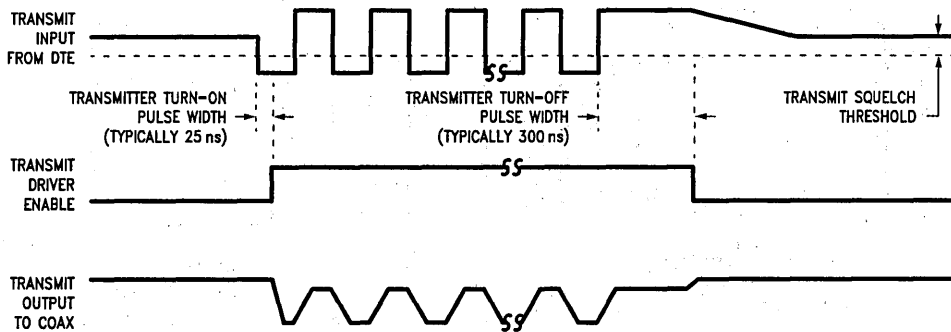 TRANSMIT
INPUT
FROM DTE
TRANSMITTER TURN-ON
PULSE WIDTH
(TYPICALLY 25 ns)
TRANSMITTER TURN-OFF
PULSE WIDTH
(TYPICALLY 300 ns)
TRANSMIT SQUELCH
THRESHOLD
TRANSMIT
DRIVER
ENABLE
TRANSMIT
OUTPUT
TO COAX